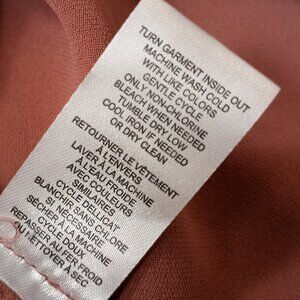 TURN GARMENT INSIDE OUT
MACHINE WASH COLD
WITH LIKE COLORS
GENTLE CYCLE
ONLY NON-CHLORINE
BLEACH WHEN NEEDED
TUMBLE DRY LOW
COOL IRON IF NEEDED
OR DRY CLEAN
RETOURNER LE VETEMENT
À L'ENVERS
LAVER À LA MACHINE
À L'EAU FROIDE
AVEC COULEURS
SIMILAIRES
CYCLE DELICAT
BLANCHIR SANS CHLORE
SI NÉCESSAIRE
SÉCHER À LA MACHINE
CYCLE DOUX
REPASSER AU FER FROID
OU NETTOYER À SEC